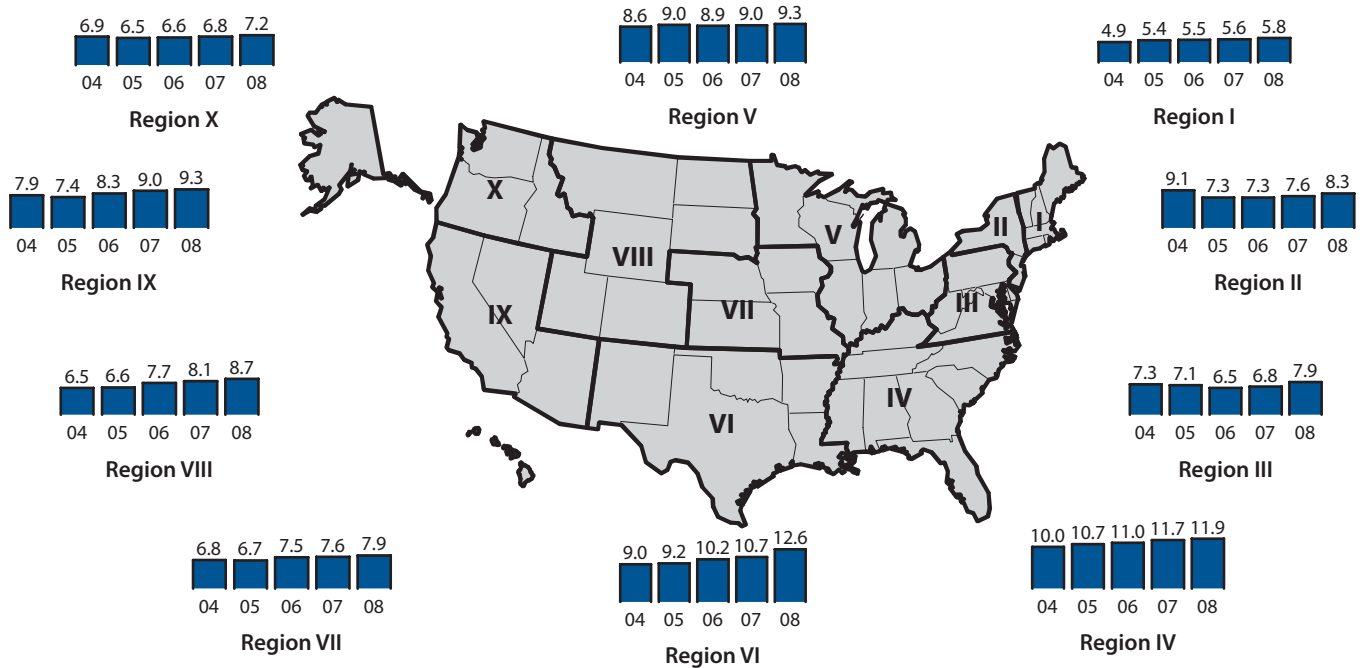 6.9 6.5 6.6 6.8 7.2
04 05 06 07 08
Region X
8.6 9.0 8.9 9.0 9.3
04 05 06 07 08
Region V
4.9 5.4 5.5 5.6 5.8
04 05 06 07 08
Region I
7.9 7.4 8.3 9.0 9.3
04 05 06 07 08
Region IX
9.1 7.3 7.3 7.6 8.3
04 05 06 07 08
Region II
6.5 6.6 7.7 8.1 8.7
04 05 06 07 08
Region VIII
7.3 7.1 6.5 6.8 7.9
04 05 06 07 08
Region III
6.8 6.7 7.5 7.6 7.9
04 05 06 07 08
Region VII
9.0 9.2 10.2 10.7 12.6
04 05 06 07 08
Region VI
10.0 10.7 11.0 11.7 11.9
04 05 06 07 08
Region IV
X
VIII
V
II
I
IX
VII
III
VI
IV